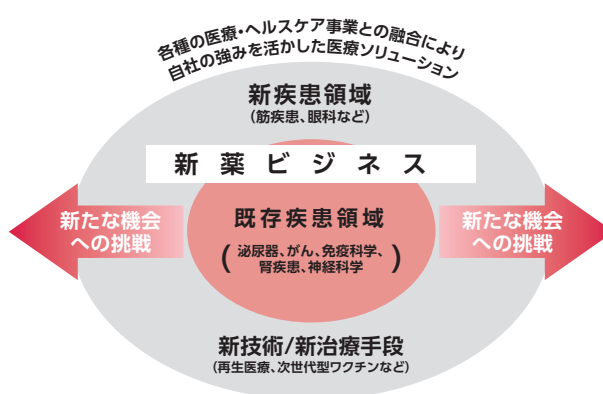 各種の医療・ヘルスケア事業との融合により
自社の強みを活かした医療ソリューション
新疾患領域
(筋疾患、眼科など)
新薬ビジネス
新たな機会
への挑戦
既存疾患領域
(泌尿器、がん、免疫科学、
腎疾患、神経科学)
新たな機会
への挑戦
新技術/新治療手段
(再生医療、次世代型ワクチンなど)